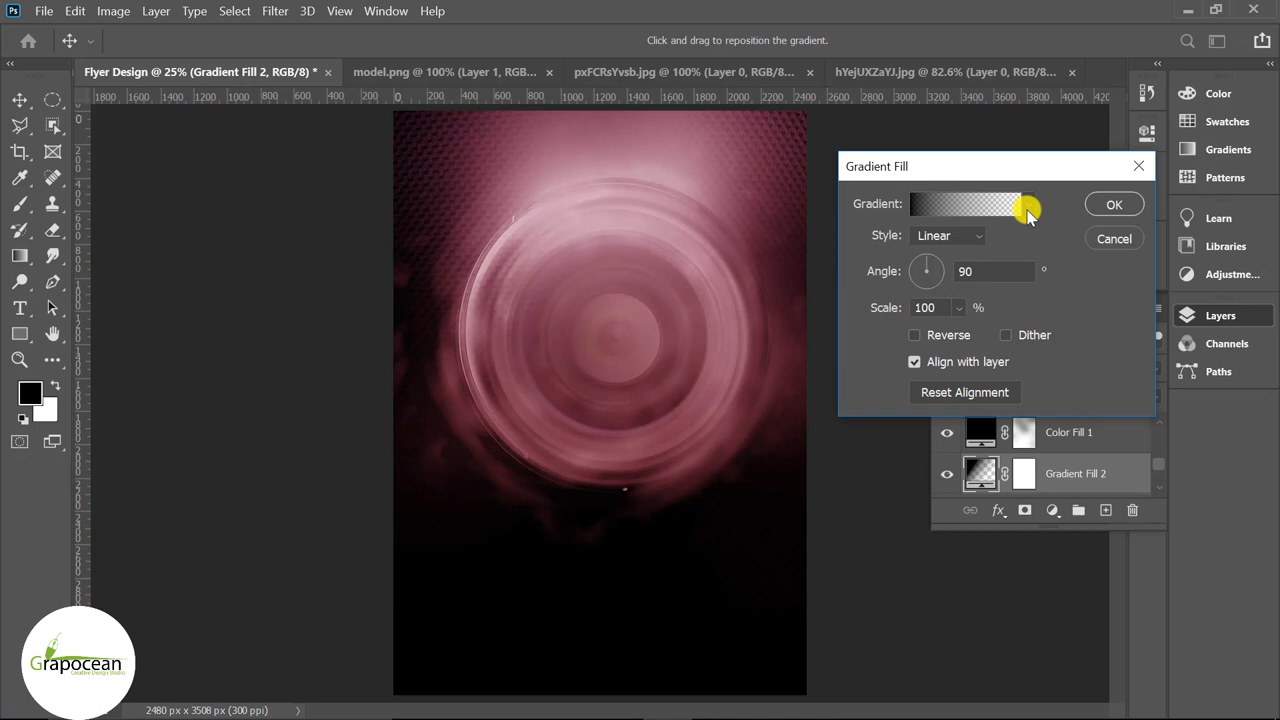 Ps File Edit Image Layer Type Select Filter 3D View Window Help
Click and drag to reposition the gradient.
Flyer Design @ 25% (Gradient Fill 2, RGB/8) * × model.png @ 100% (Layer 1, RGB... × pxFCRsYvsb.jpg @ 100% (Layer 0, RGB/8... × hYejUXZaYJ.jpg @ 82.6% (Layer 0, RGB/8... ×
1800 1600 1400 1200 1000 800 600 400 200 0 200 400 600 800 1000 1200 1400 1600 1800 2000 2200 2400 2600 2800 3000 3200 3400 3600 3800 4000 420
Color
Swatches
Gradients
Patterns
Learn
Libraries
Adjustme...
Layers
Channels
Paths
Gradient Fill
Gradient:
OK
Style: Linear
Cancel
Angle: 90 °
Scale: 100 %
Reverse Dither
Align with layer
Reset Alignment
Color Fill 1
Gradient Fill 2
fx
Grapocean
Creative Design Studio
2480 px x 3508 px (300 ppi)